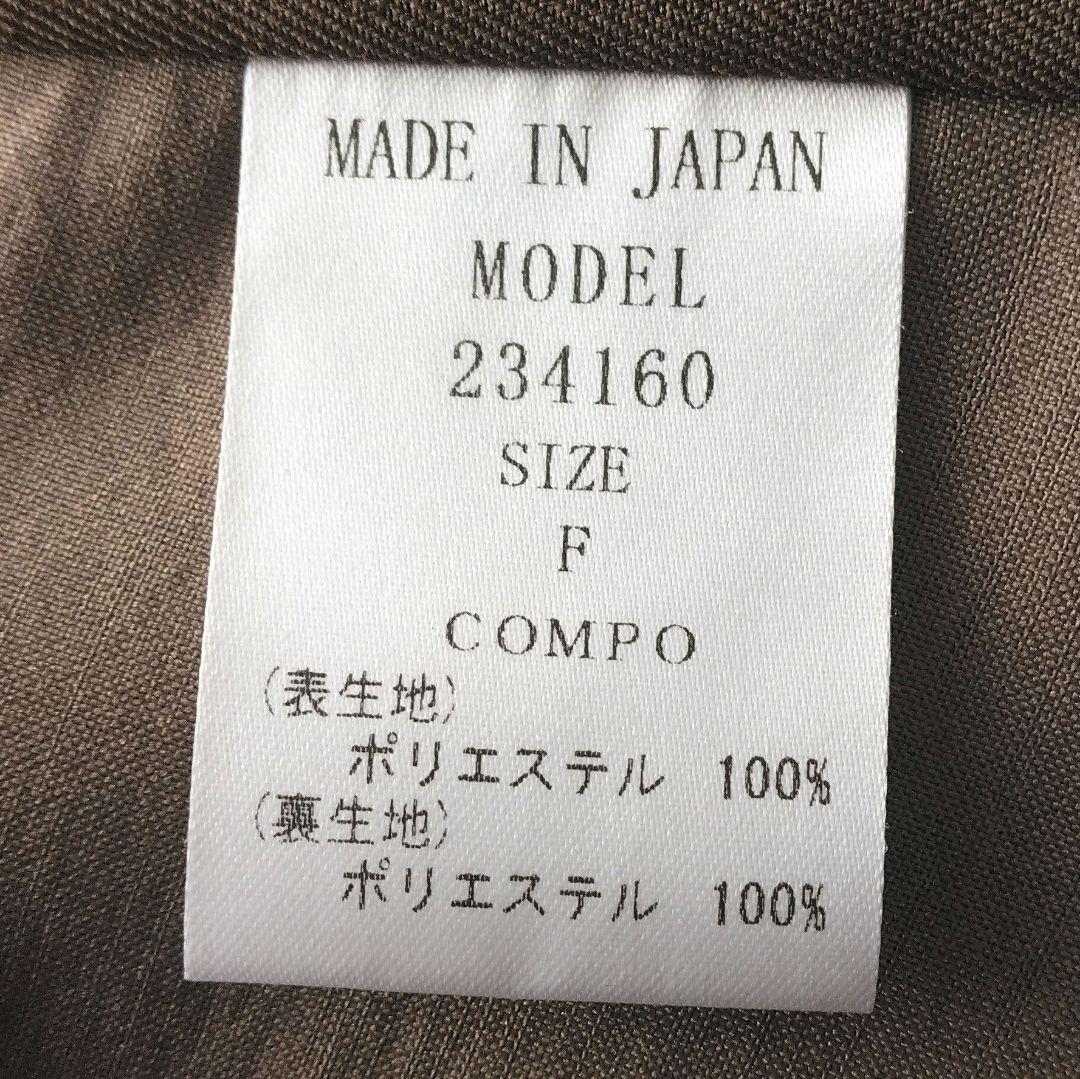 MADE IN JAPAN
MODEL
234160
SIZE
F
COMPO
(表生地)
ポリエステル 100%
(裏生地)
ポリエステル 100%